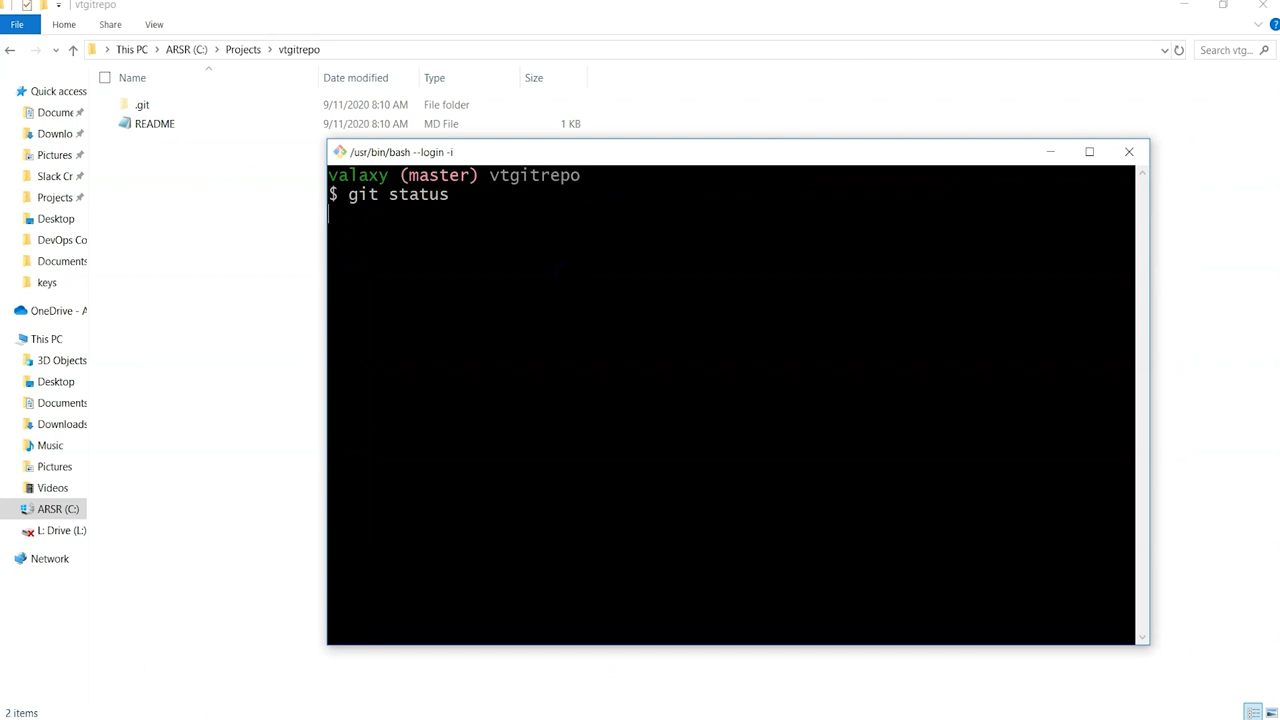 vtgitrepo
File Home Share View
This PC > ARSR (C:) > Projects > vtgitrepo
Search vtg...
Name Date modified Type Size
.git 9/11/2020 8:10 AM File folder
README 9/11/2020 8:10 AM MD File 1 KB
Quick access
Docume
Downlo
Pictures
Slack Cr
Projects
Desktop
DevOps Co
Documents
keys
OneDrive - A
This PC
3D Objects
Desktop
Documents
Downloads
Music
Pictures
Videos
ARSR (C:)
L: Drive (L:)
Network
/usr/bin/bash --login -i
valaxy (master) vtgitrepo
$ git status
2 items